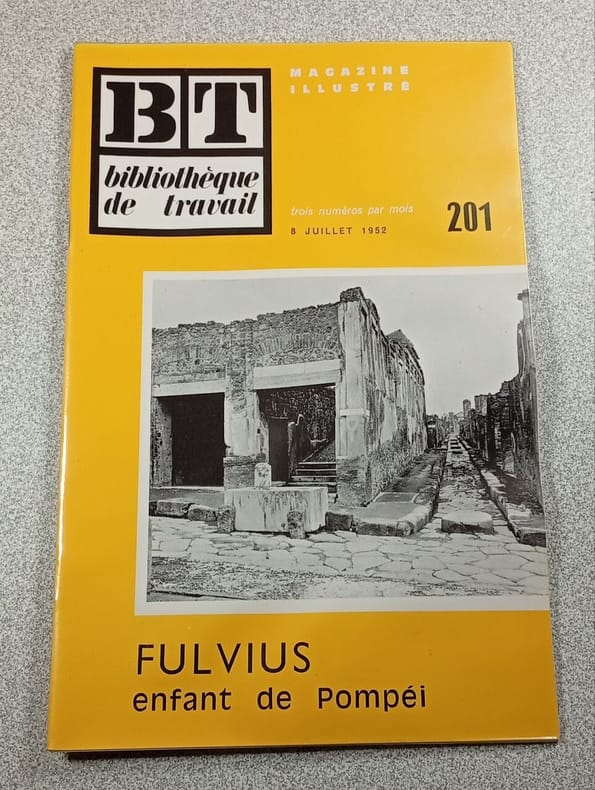 BT
bibliothèque
de travail
MAGAZINE
ILLUSTRÉ
trois numéros par mois
8 JUILLET 1952
201
FULVIUS
enfant de Pompéi